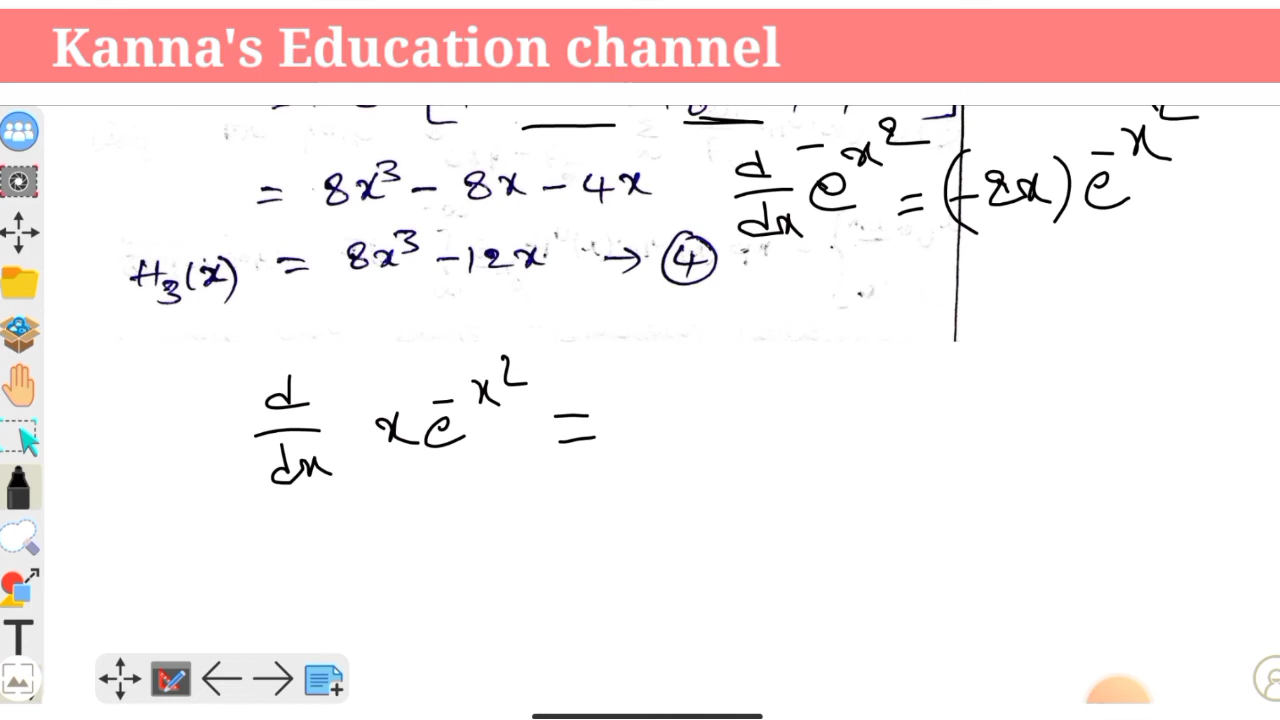 Kanna's Education channel
= 8x³ - 8x - 4x
H₃(x) = 8x³ - 12x → ④
d/dx e^-x² = (-2x) e^-x²
d/dx x e^-x² =
T